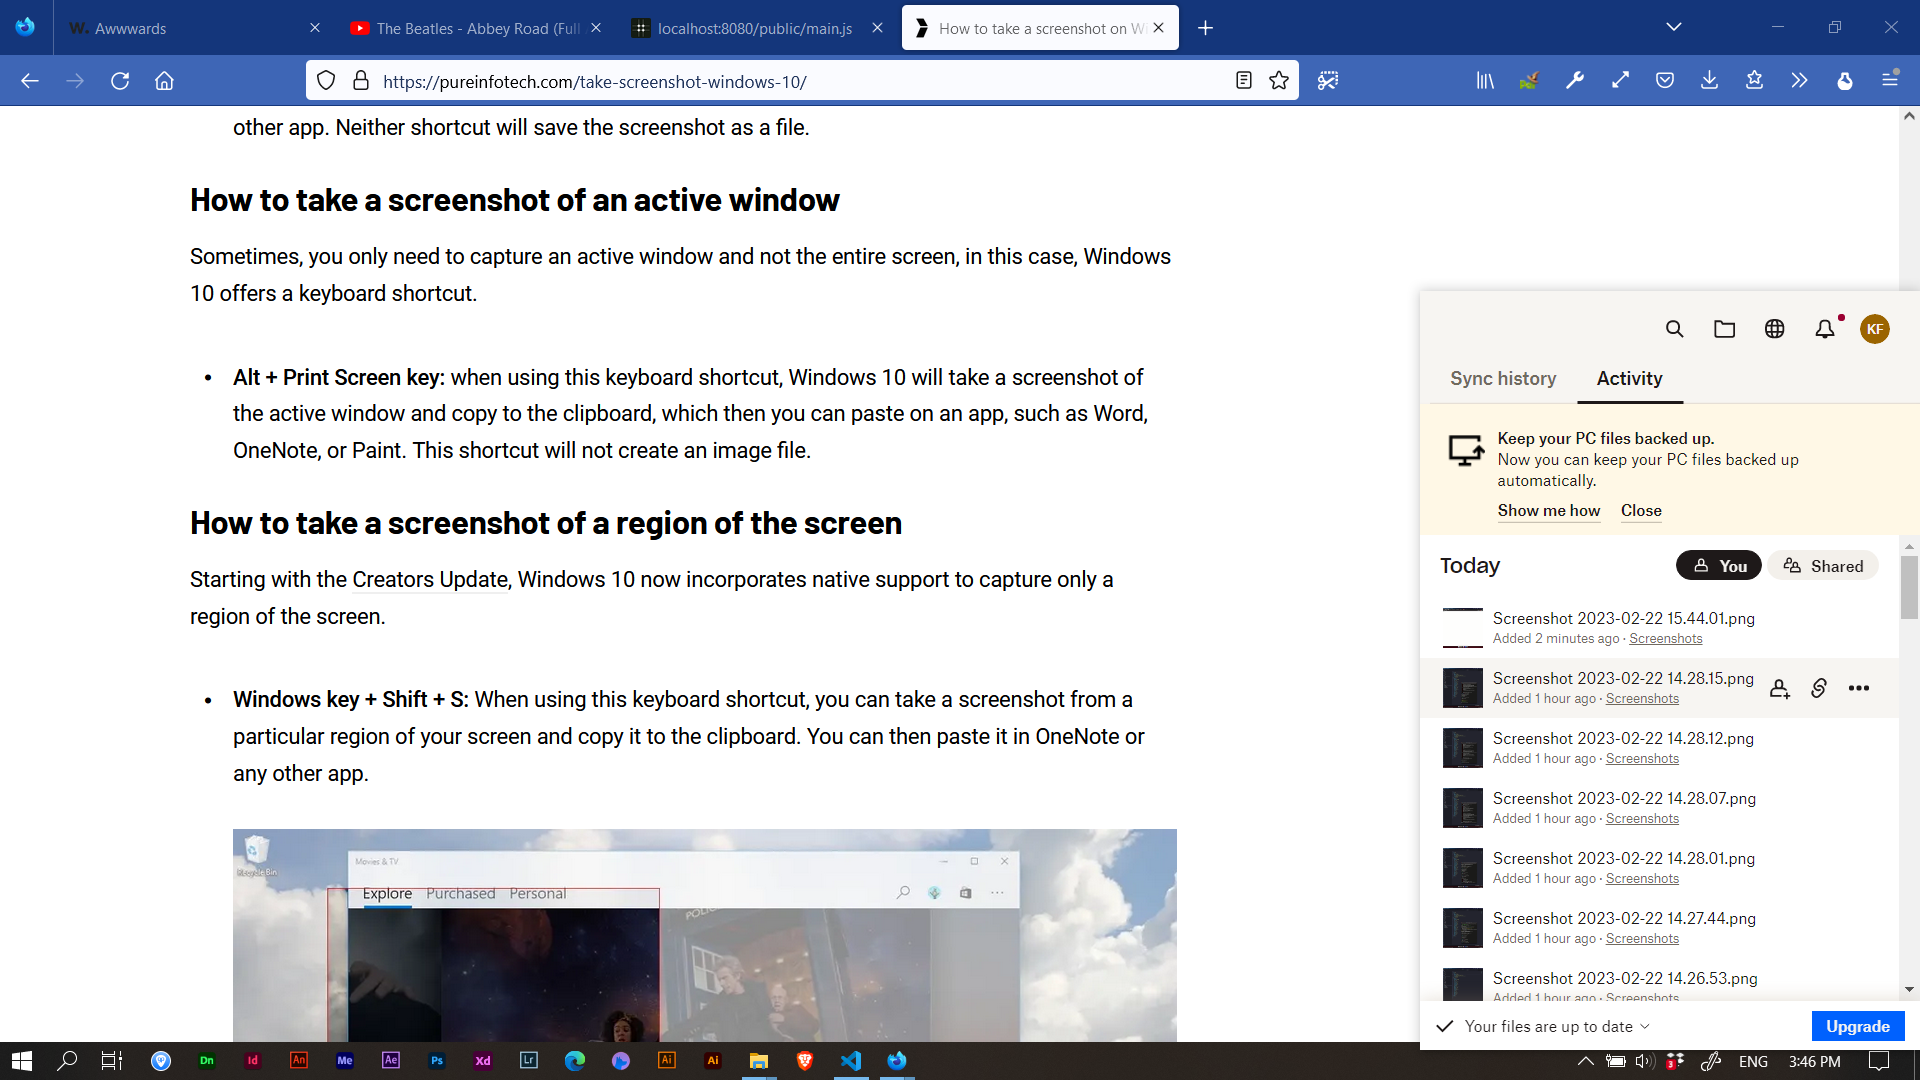 Awwwards
The Beatles - Abbey Road (Full
localhost:8080/public/main.js
How to take a screenshot on Wi
https://pureinfotech.com/take-screenshot-windows-10/
other app. Neither shortcut will save the screenshot as a file.
How to take a screenshot of an active window
Sometimes, you only need to capture an active window and not the entire screen, in this case, Windows
10 offers a keyboard shortcut.
• Alt + Print Screen key: when using this keyboard shortcut, Windows 10 will take a screenshot of
the active window and copy to the clipboard, which then you can paste on an app, such as Word,
OneNote, or Paint. This shortcut will not create an image file.
How to take a screenshot of a region of the screen
Starting with the Creators Update, Windows 10 now incorporates native support to capture only a
region of the screen.
• Windows key + Shift + S: When using this keyboard shortcut, you can take a screenshot from a
particular region of your screen and copy it to the clipboard. You can then paste it in OneNote or
any other app.
Recycle Bin
Movies & TV
Explore Purchased Personal
POLIC
KF
Sync history Activity
Keep your PC files backed up.
Now you can keep your PC files backed up
automatically.
Show me how Close
Today You Shared
Screenshot 2023-02-22 15.44.01.png
Added 2 minutes ago · Screenshots
Screenshot 2023-02-22 14.28.15.png
Added 1 hour ago · Screenshots
Screenshot 2023-02-22 14.28.12.png
Added 1 hour ago · Screenshots
Screenshot 2023-02-22 14.28.07.png
Added 1 hour ago · Screenshots
Screenshot 2023-02-22 14.28.01.png
Added 1 hour ago · Screenshots
Screenshot 2023-02-22 14.27.44.png
Added 1 hour ago · Screenshots
Screenshot 2023-02-22 14.26.53.png
Added 1 hour ago · Screenshots
Your files are up to date Upgrade
Dn Id An Me Ae Ps Xd Lr Ai Ai 3 ENG 3:46 PM